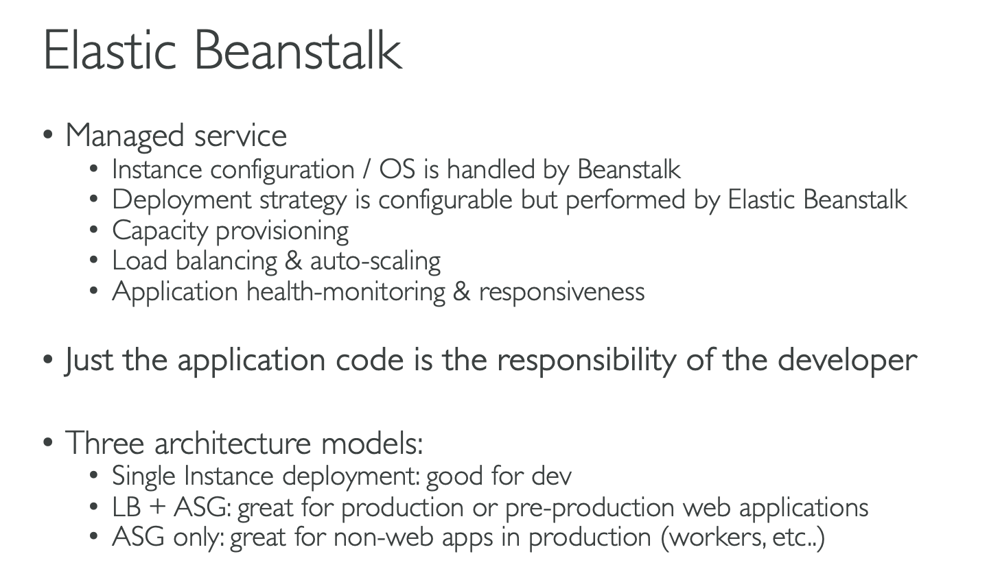 Elastic Beanstalk
• Managed service
• Instance configuration / OS is handled by Beanstalk
• Deployment strategy is configurable but performed by Elastic Beanstalk
• Capacity provisioning
• Load balancing & auto-scaling
• Application health-monitoring & responsiveness
• Just the application code is the responsibility of the developer
• Three architecture models:
• Single Instance deployment: good for dev
• LB + ASG: great for production or pre-production web applications
• ASG only: great for non-web apps in production (workers, etc..)